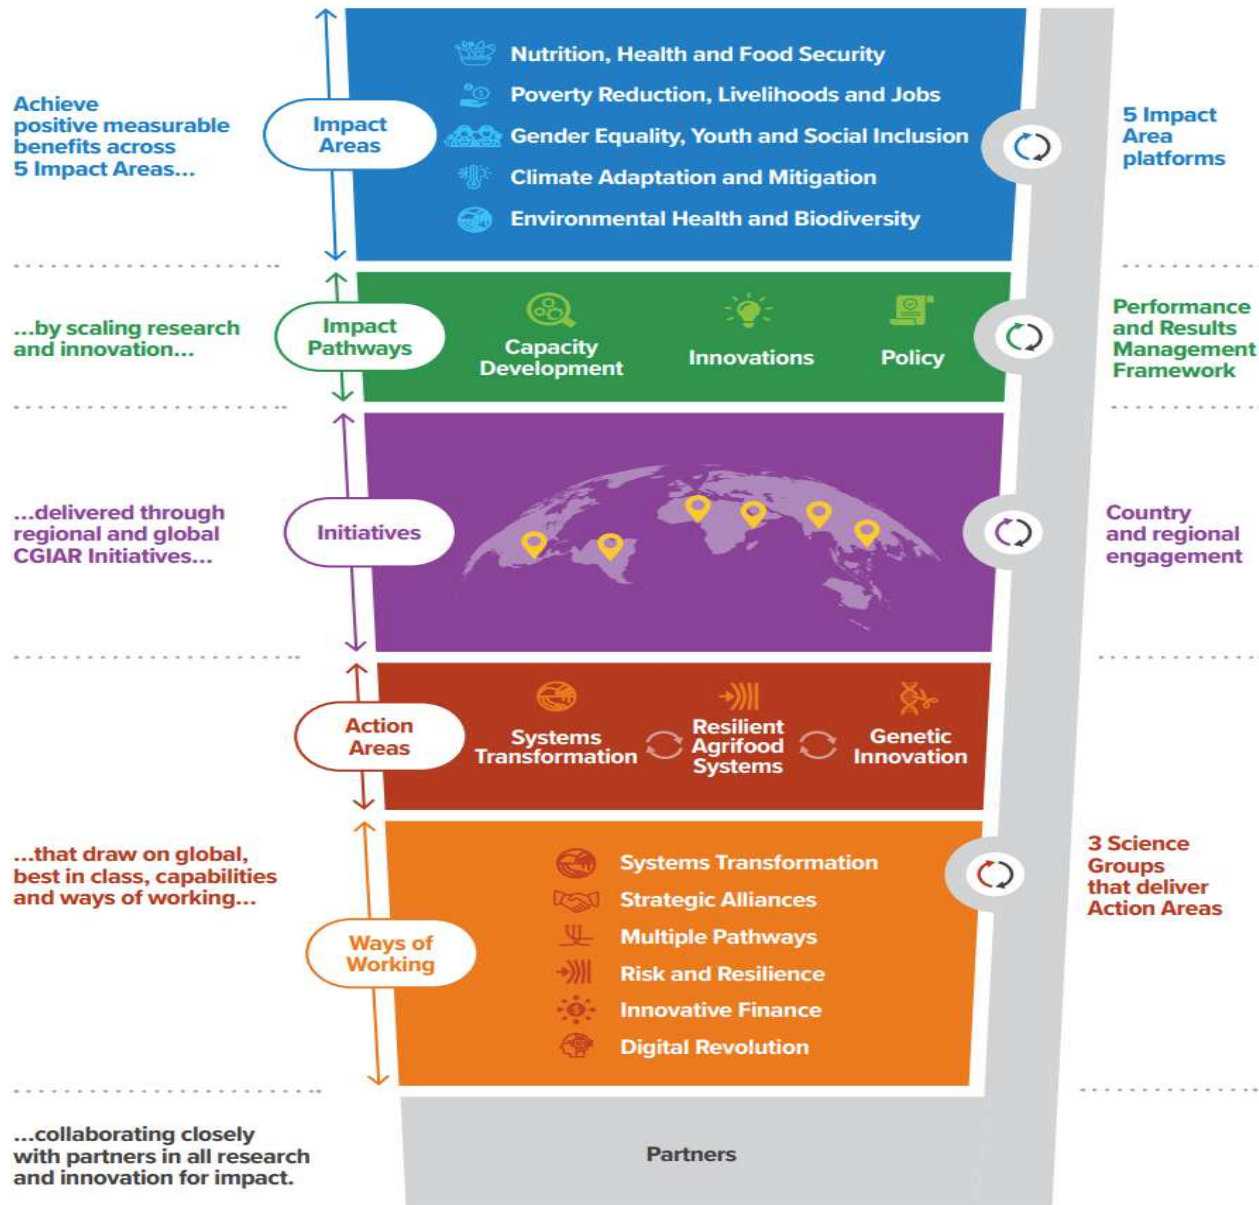 Achieve
positive measurable
benefits across
5 Impact Areas...
Impact
Areas
Nutrition, Health and Food Security
Poverty Reduction, Livelihoods and Jobs
Gender Equality, Youth and Social Inclusion
Climate Adaptation and Mitigation
Environmental Health and Biodiversity
5 Impact
Area
platforms
...by scaling research
and innovation...
Impact
Pathways
Capacity
Development
Innovations
Policy
Performance
and Results
Management
Framework
...delivered through
regional and global
CGIAR Initiatives...
Initiatives
Country
and regional
engagement
Action
Areas
Systems
Transformation
Resilient
Agrifood
Systems
Genetic
Innovation
...that draw on global,
best in class, capabilities
and ways of working...
Ways of
Working
Systems Transformation
Strategic Alliances
Multiple Pathways
Risk and Resilience
Innovative Finance
Digital Revolution
3 Science
Groups
that deliver
Action Areas
...collaborating closely
with partners in all research
and innovation for impact.
Partners